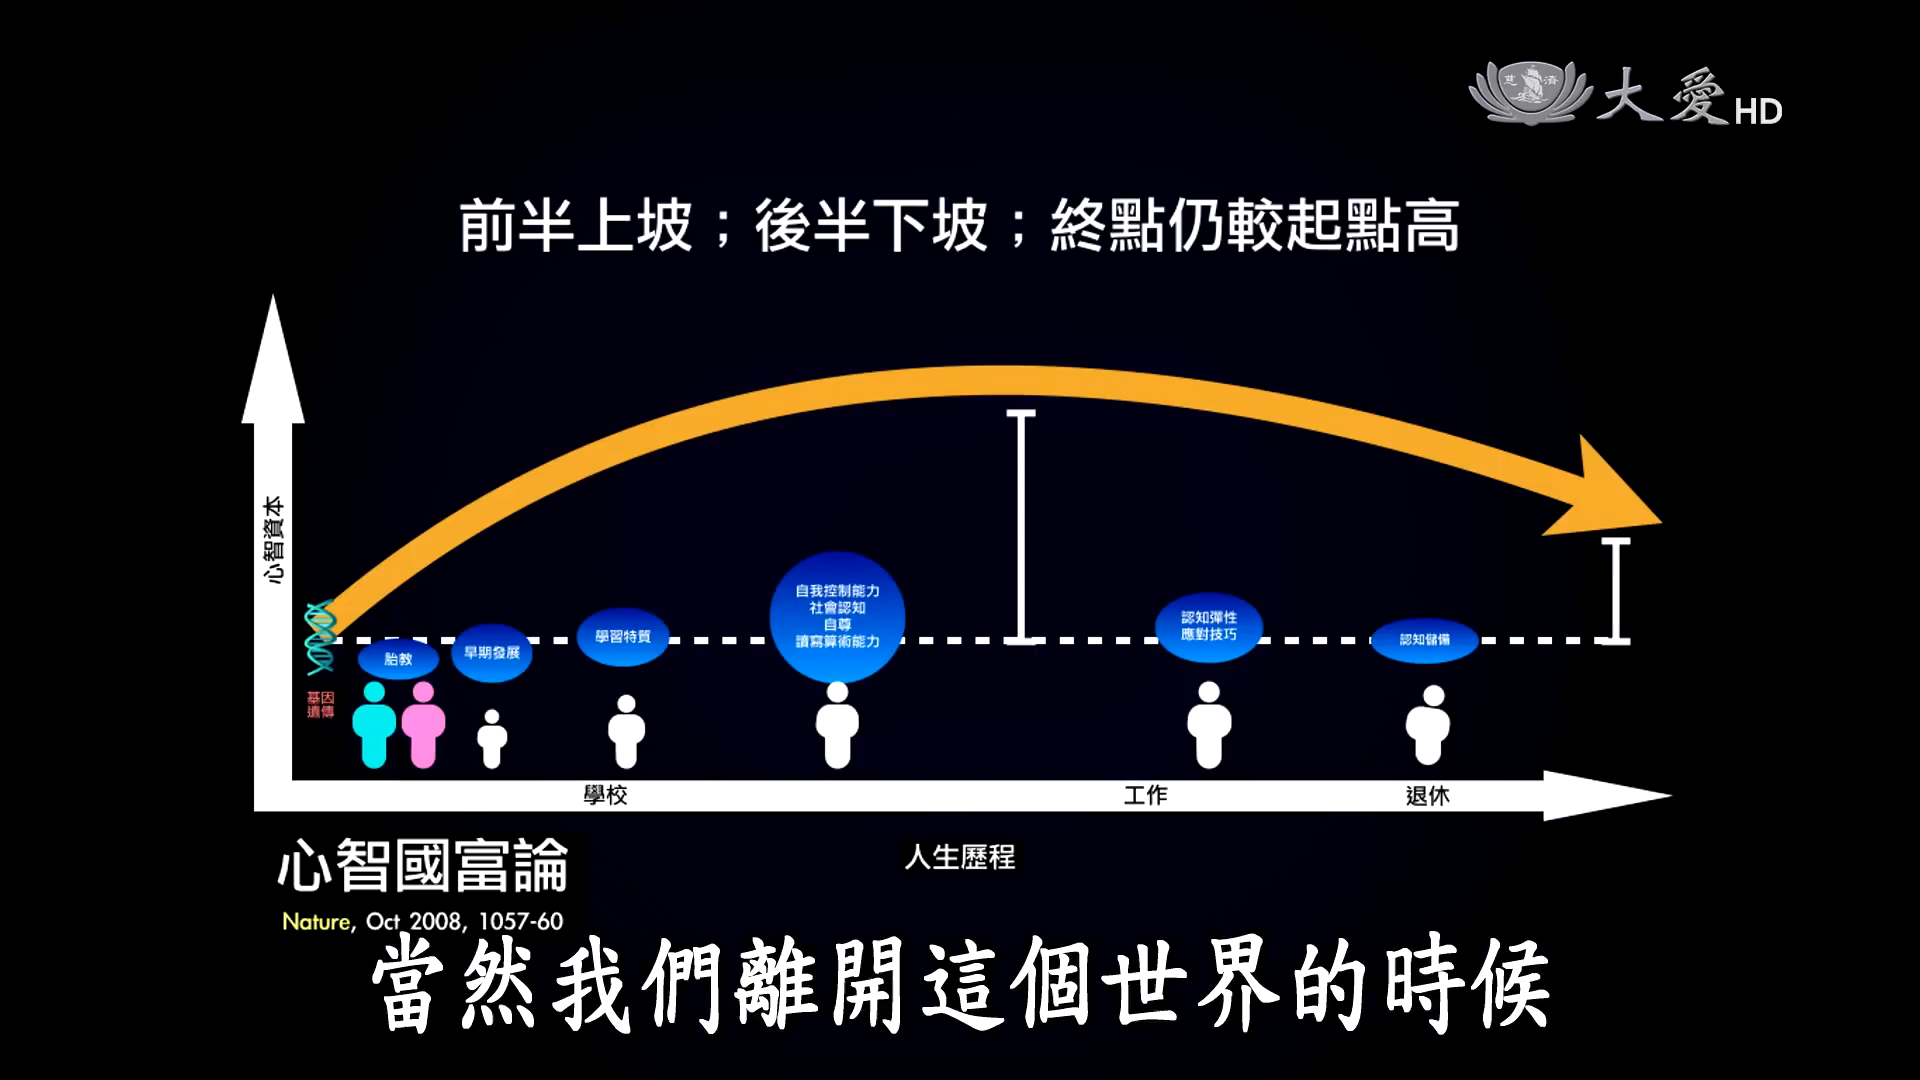 慈濟
大愛HD
前半上坡；後半下坡；終點仍較起點高
心智資本
自我控制能力
社會認知
自尊
讀寫算術能力
認知彈性
應對技巧
學習特質
認知儲備
早期發展
胎教
基因
遺傳
學校
工作
退休
人生歷程
心智國富論
Nature, Oct 2008, 1057-60
當然我們離開這個世界的時候